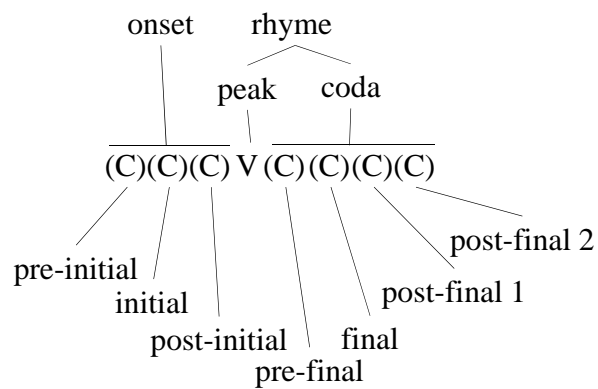 onset rhyme
peak coda
(C)(C)(C) V (C)(C)(C)(C)
post-final 2
pre-initial
post-final 1
initial
post-initial final
pre-final